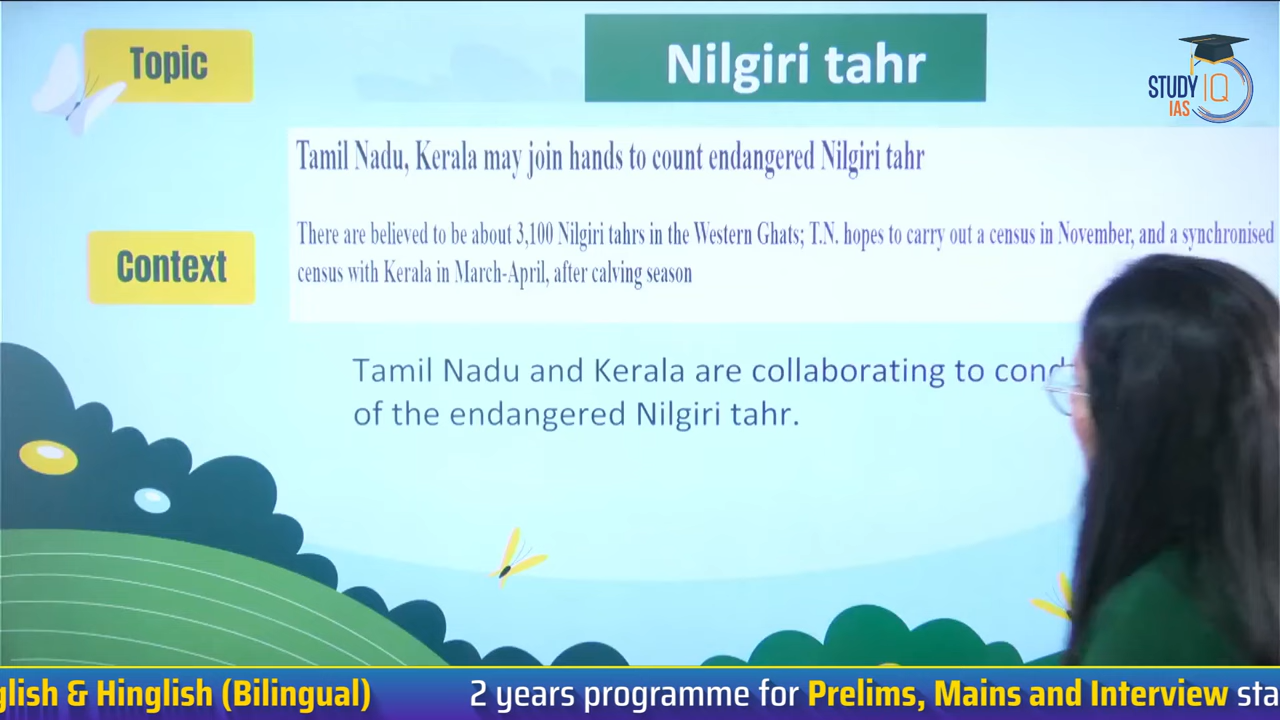 Topic
Nilgiri tahr
STUDY IQ
IAS
Tamil Nadu, Kerala may join hands to count endangered Nilgiri tahr
Context
There are believed to be about 3,100 Nilgiri tahrs in the Western Ghats; T.N. hopes to carry out a census in November, and a synchronised
census with Kerala in March-April, after calving season
Tamil Nadu and Kerala are collaborating to
of the endangered Nilgiri tahr.
glish & Hinglish (Bilingual) 2 years programme for Prelims, Mains and Interview sta